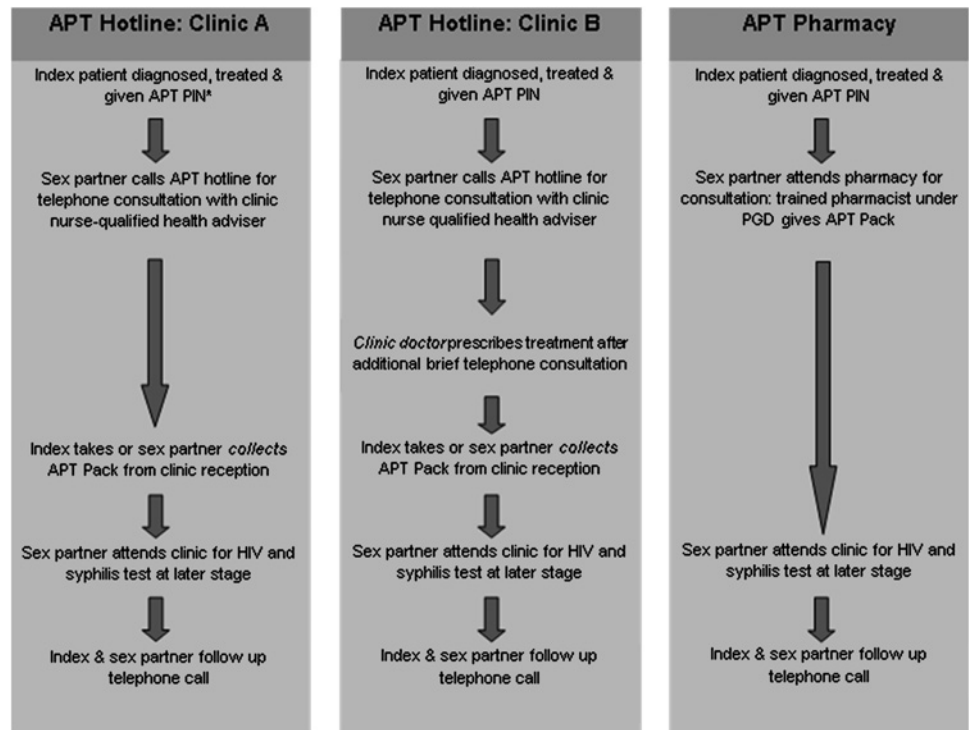 APT Hotline: Clinic A
Index patient diagnosed, treated &
given APT PIN*
Sex partner calls APT hotline for
telephone consultation with clinic
nurse-qualified health adviser
Index takes or sex partner collects
APT Pack from clinic reception
Sex partner attends clinic for HIV and
syphilis test at later stage
Index & sex partner follow up
telephone call
APT Hotline: Clinic B
Index patient diagnosed, treated &
given APT PIN
Sex partner calls APT hotline for
telephone consultation with clinic
nurse qualified health adviser
Clinic doctorprescribes treatment after
additional brief telephone consultation
Index takes or sex partner collects
APT Pack from clinic reception
Sex partner attends clinic for HIV and
syphilis test at later stage
Index & sex partner follow up
telephone call
APT Pharmacy
Index patient diagnosed, treated &
given APT PIN
Sex partner attends pharmacy for
consultation: trained pharmacist under
PGD gives APT Pack
Sex partner attends clinic for HIV and
syphilis test at later stage
Index & sex partner follow up
telephone call